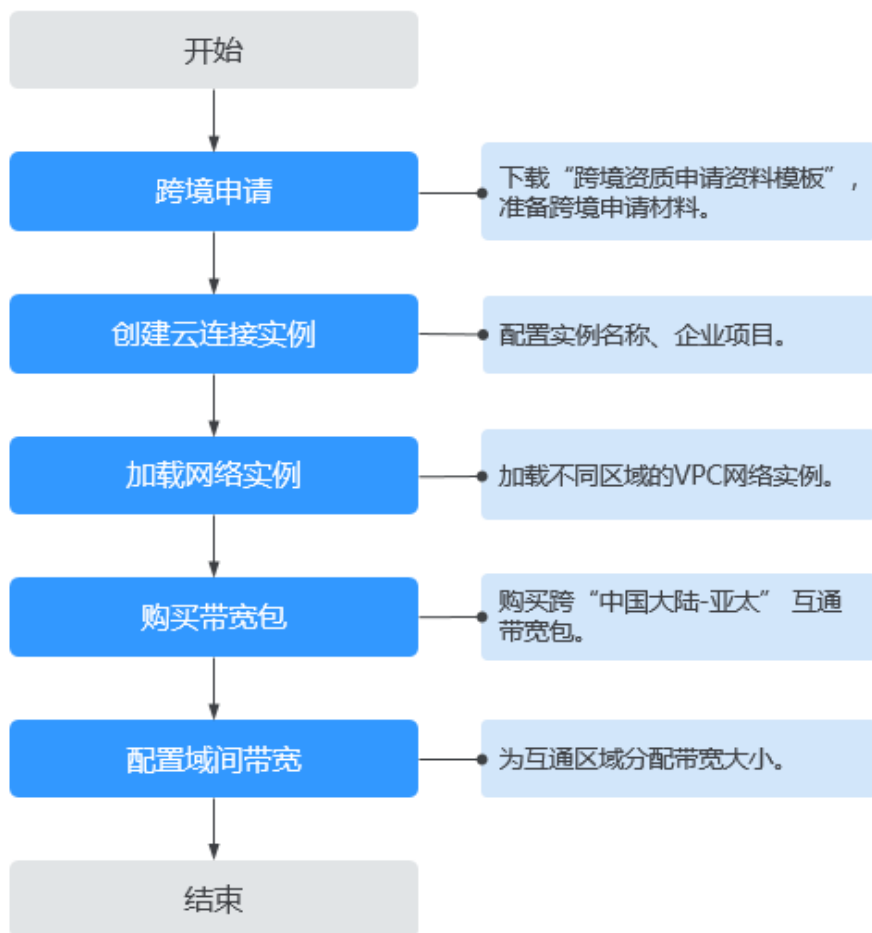 开始
跨境申请
下载“跨境资质申请资料模板”，
准备跨境申请材料。
创建云连接实例
配置实例名称、企业项目。
加载网络实例
加载不同区域的VPC网络实例。
购买带宽包
购买跨“中国大陆-亚太” 互通
带宽包。
配置域间带宽
为互通区域分配带宽大小。
结束